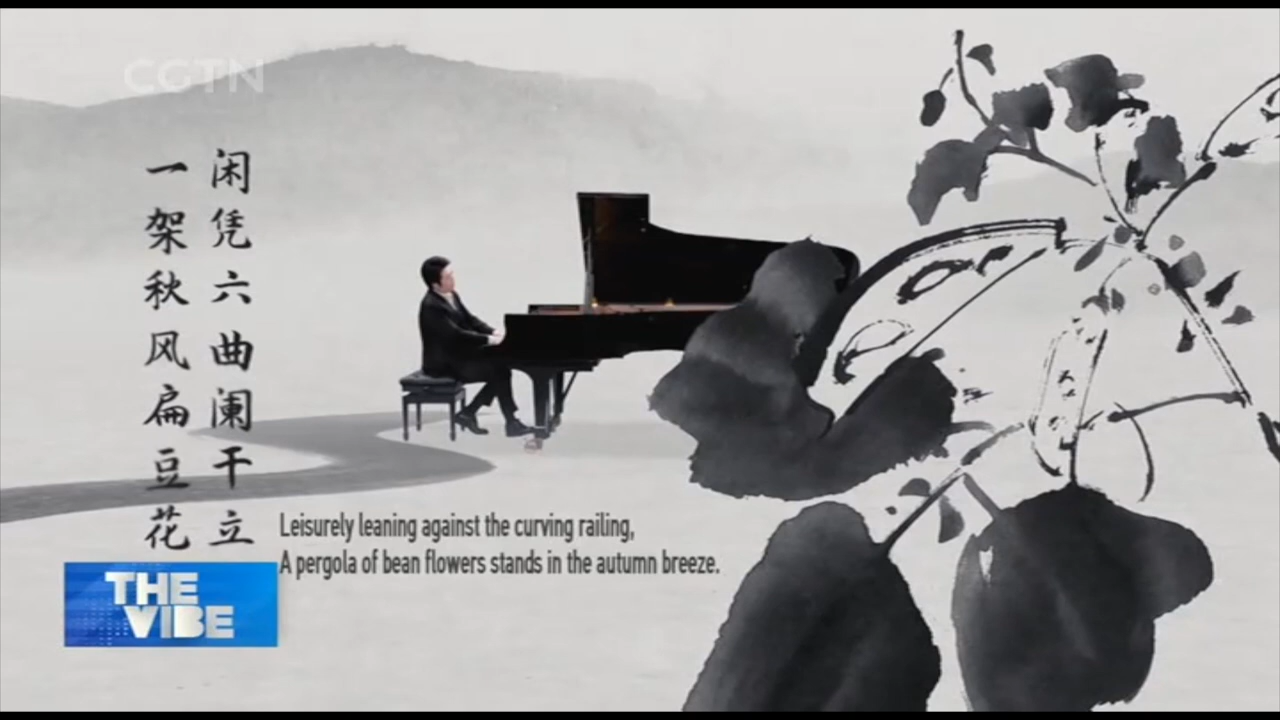 CGTN
闲凭六曲阑干立
一架秋风扁豆花
Leisurely leaning against the curving railing,
A pergola of bean flowers stands in the autumn breeze.
THE
VIBE